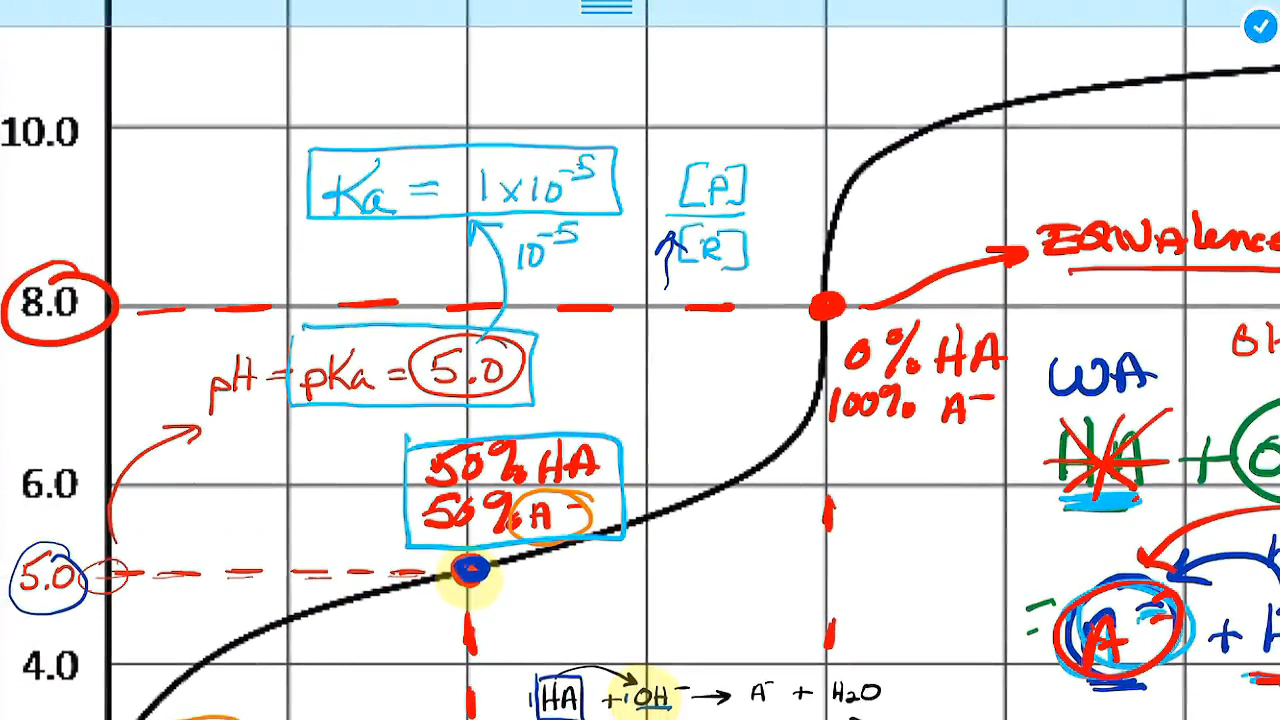 10.0
Ka = 1x10⁻⁵
[P]
[R]
10⁻⁵
EQUIVALENCE
8.0
pH = pKa = 5.0
0% HA
100% A⁻
WA
HA +
50% HA
50% A⁻
6.0
5.0
A⁻ +
4.0
HA + OH⁻ → A⁻ + H2O